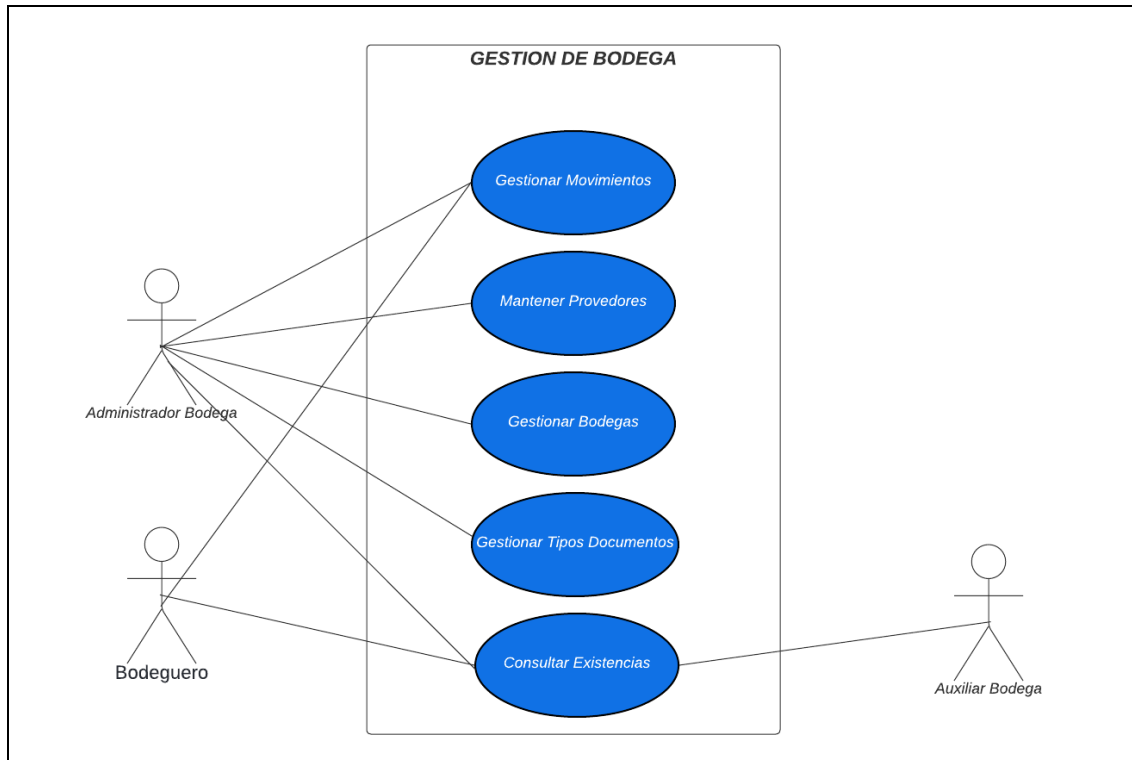 GESTION DE BODEGA
Gestionar Movimientos
Mantener Provedores
Administrador Bodega
Gestionar Bodegas
Gestionar Tipos Documentos
Bodeguero
Consultar Existencias
Auxiliar Bodega